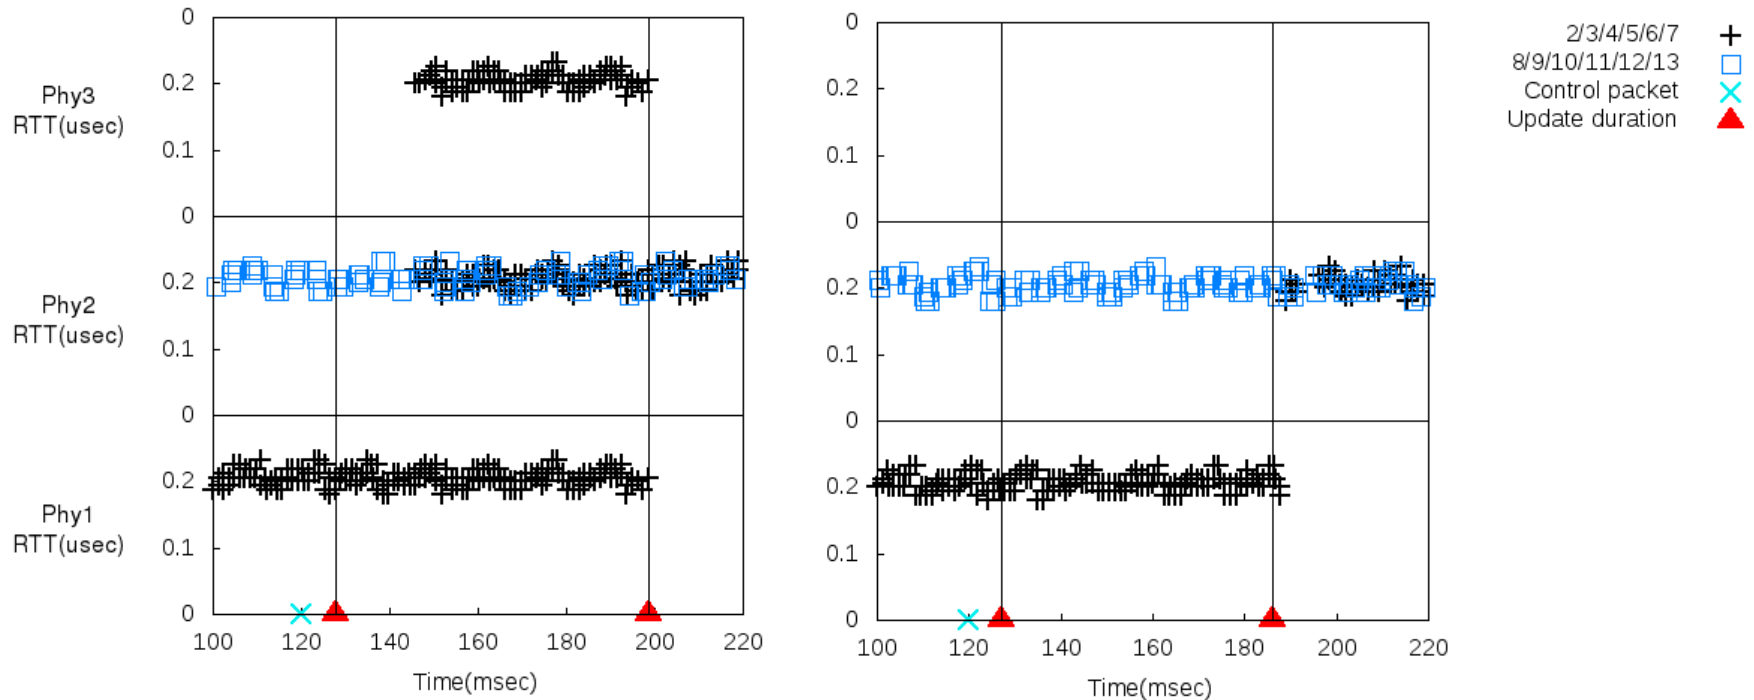 Phy3
RTT(usec)
Phy2
RTT(usec)
Phy1
RTT(usec)
0
0.2
0.1
0
0.2
0.1
0
0.2
0.1
0
100 120 140 160 180 200 220
Time(msec)
0
0.2
0.1
0
0.2
0.1
0
0.2
0.1
0
100 120 140 160 180 200 220
Time(msec)
2/3/4/5/6/7
8/9/10/11/12/13
Control packet
Update duration